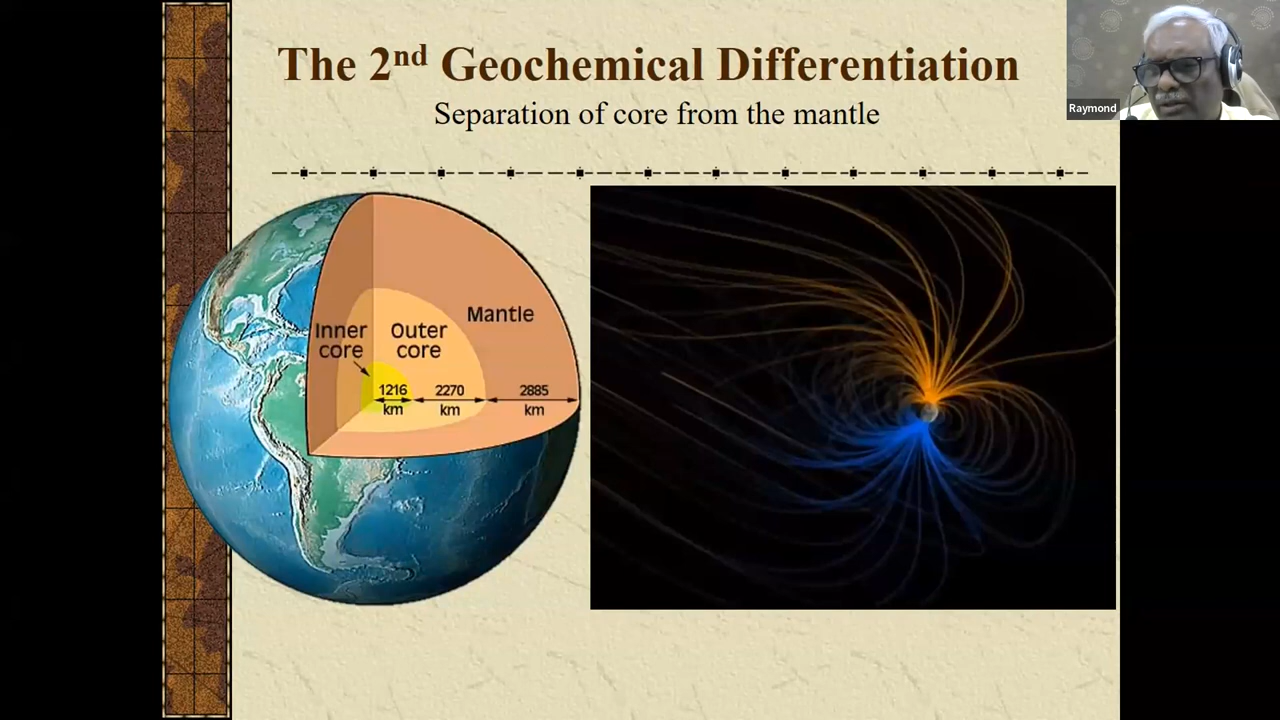 The 2nd Geochemical Differentiation
Separation of core from the mantle
Raymond
Mantle
Inner
core
Outer
core
1216
km
2270
km
2885
km